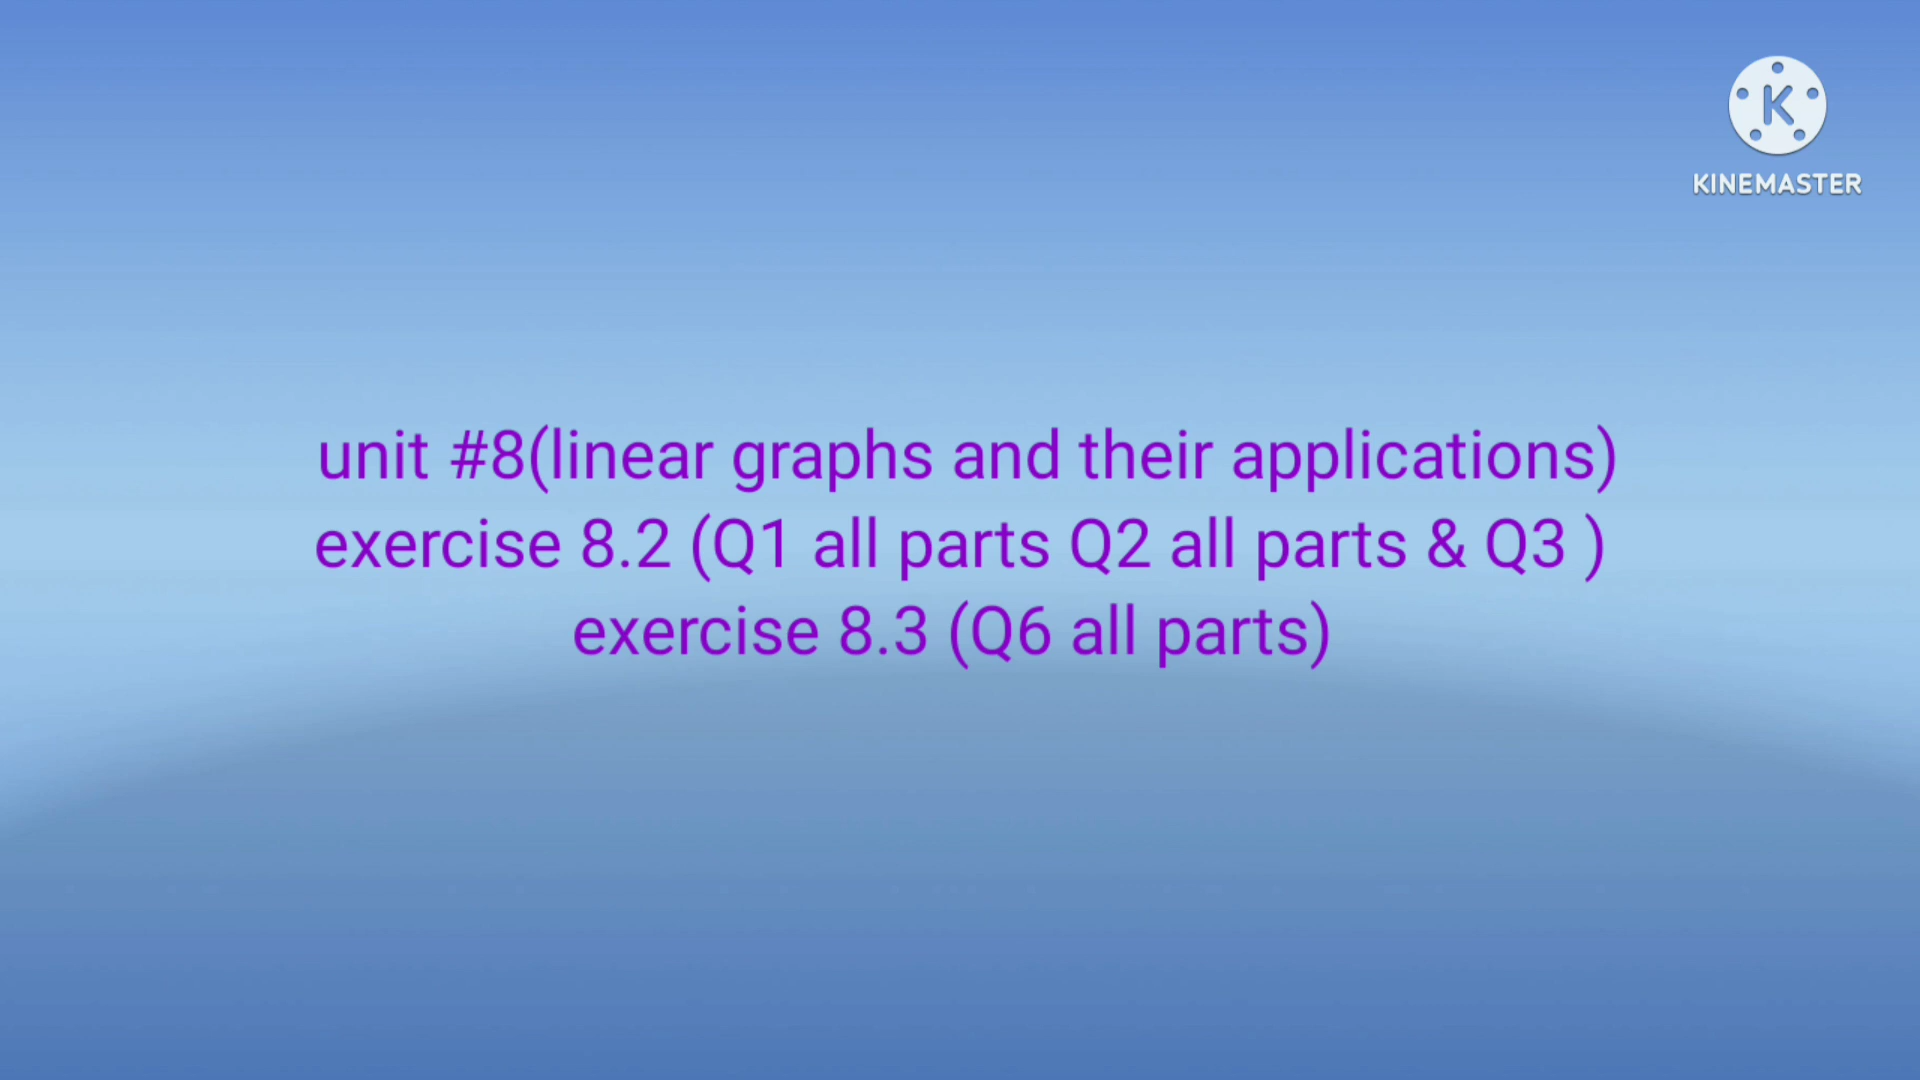 KINEMASTER
unit #8(linear graphs and their applications)
exercise 8.2 (Q1 all parts Q2 all parts & Q3 )
exercise 8.3 (Q6 all parts)